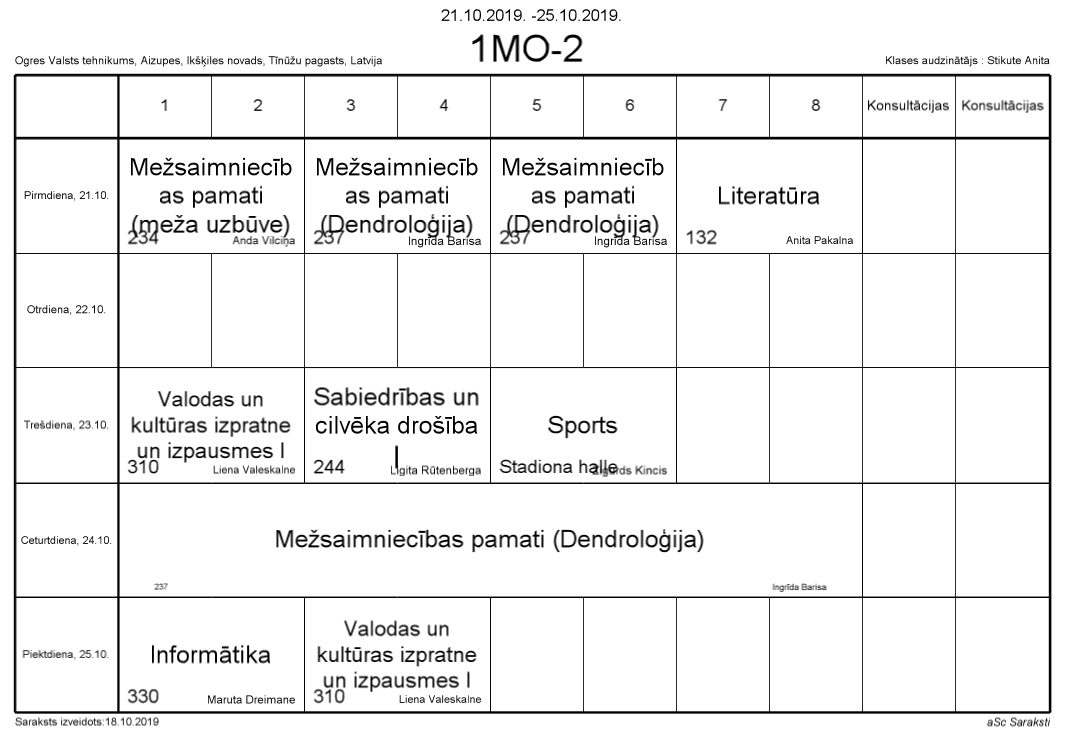 21.10.2019. -25.10.2019.
1MO-2
Ogres Valsts tehnikums, Aizupes, Ikšķiles novads, Tīnūžu pagasts, Latvija
Klases audzinātājs : Stikute Anita
1 2 3 4 5 6 7 8 Konsultācijas Konsultācijas
Pirmdiena, 21.10.
Mežsaimniecīb
as pamati
(meža uzbūve)
234 Anda Vilciņa
Mežsaimniecīb
as pamati
(Dendroloģija)
237 Ingrīda Barisa
Mežsaimniecīb
as pamati
(Dendroloģija)
237 Ingrīda Barisa
Literatūra
132 Anita Pakalna
Otrdiena, 22.10.
Trešdiena, 23.10.
Valodas un
kultūras izpratne
un izpausmes I
310 Liena Valeskalne
Sabiedrības un
cilvēka drošība
I
244 Ligita Rūtenberga
Sports
Stadiona halle Zigurds Kincis
Ceturtdiena, 24.10.
Mežsaimniecības pamati (Dendroloģija)
237 Ingrīda Barisa
Piektdiena, 25.10.
Informātika
330 Maruta Dreimane
Valodas un
kultūras izpratne
un izpausmes I
310 Liena Valeskalne
Saraksts izveidots:18.10.2019
aSc Saraksti